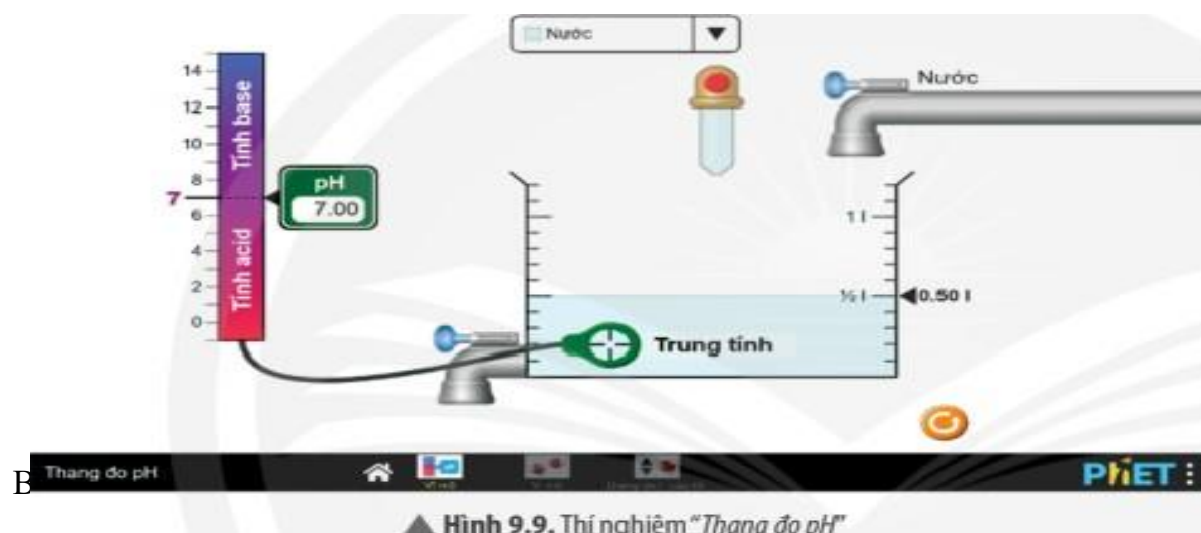 Nước
14
12
10
8
7
6
4
2
0
Tính base
Tính acid
pH
7.00
Nước
1 l
½ l
0.50 l
Trung tính
B
Thang đo pH
PhET
▲ Hình 9.9. Thí nghiệm "Thang đo pH"